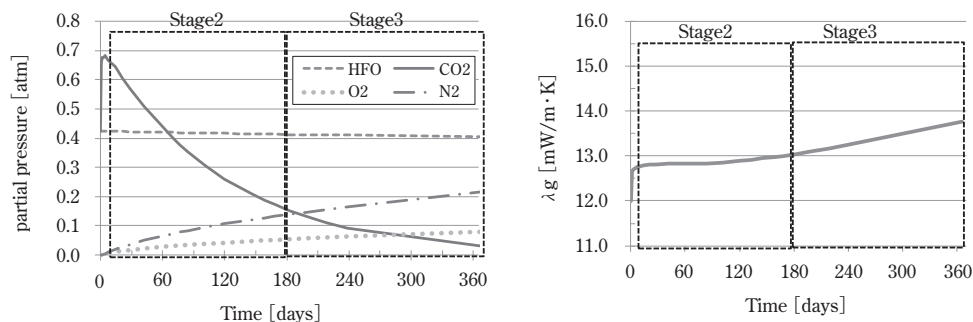 Stage2 Stage3
partial pressure [atm]
0.8
0.7
0.6
0.5
0.4
0.3
0.2
0.1
0.0
HFO CO2
O2 N2
0 60 120 180 240 300 360
Time [days]
Stage2 Stage3
λg [mW/m・K]
16.0
15.0
14.0
13.0
12.0
11.0
0 60 120 180 240 300 360
Time [days]